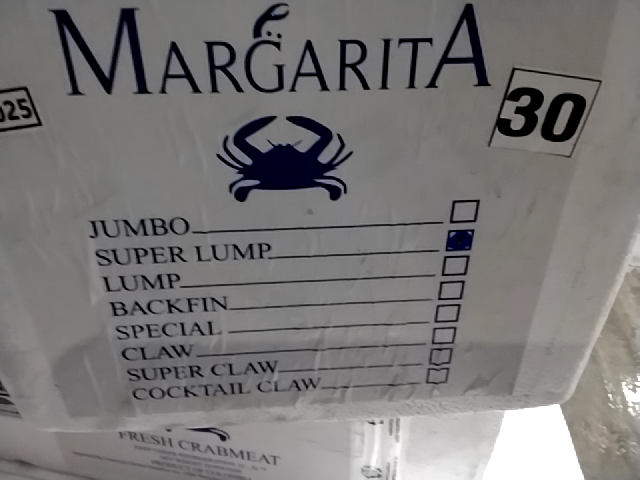 MARGARITA
025
30
JUMBO
SUPER LUMP
LUMP
BACKFIN
SPECIAL
CLAW
SUPER CLAW
COCKTAIL CLAW
FRESH CRABMEAT